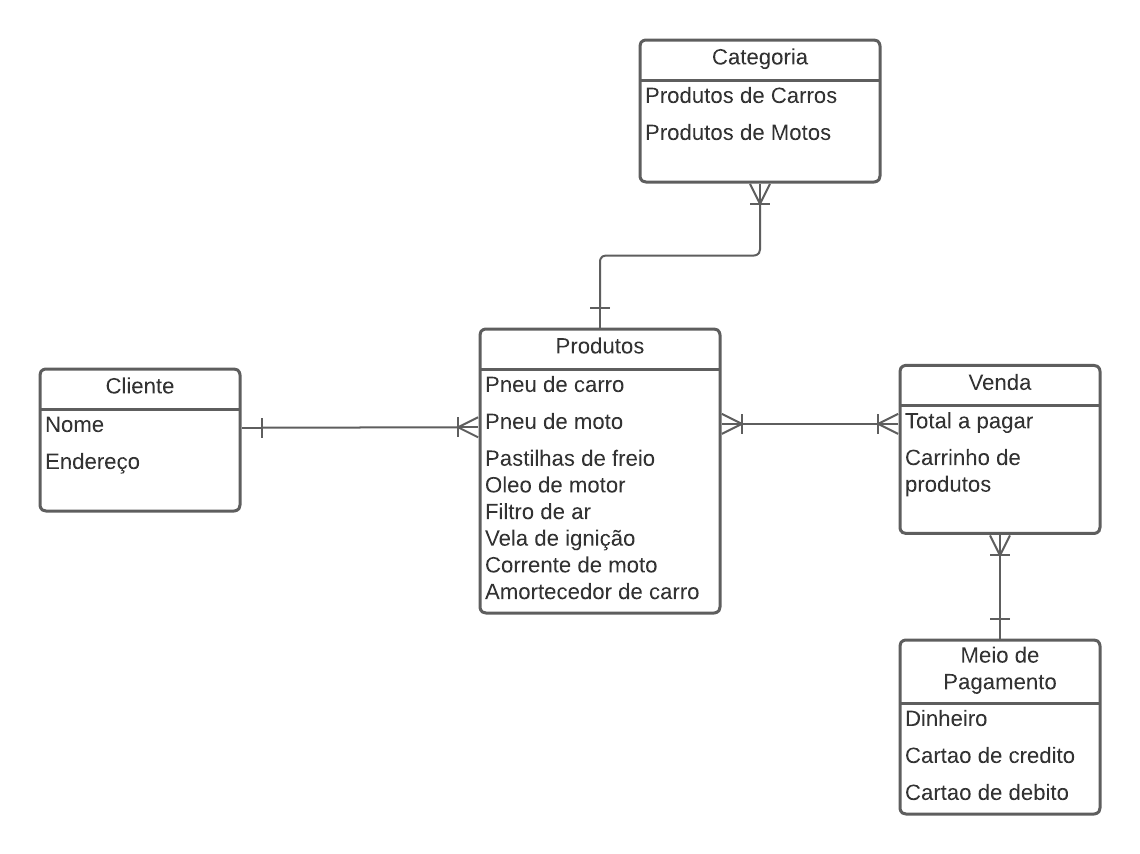 Categoria
Produtos de Carros
Produtos de Motos
Produtos
Pneu de carro
Pneu de moto
Pastilhas de freio
Oleo de motor
Filtro de ar
Vela de ignição
Corrente de moto
Amortecedor de carro
Cliente
Nome
Endereço
Venda
Total a pagar
Carrinho de
produtos
Meio de
Pagamento
Dinheiro
Cartao de credito
Cartao de debito